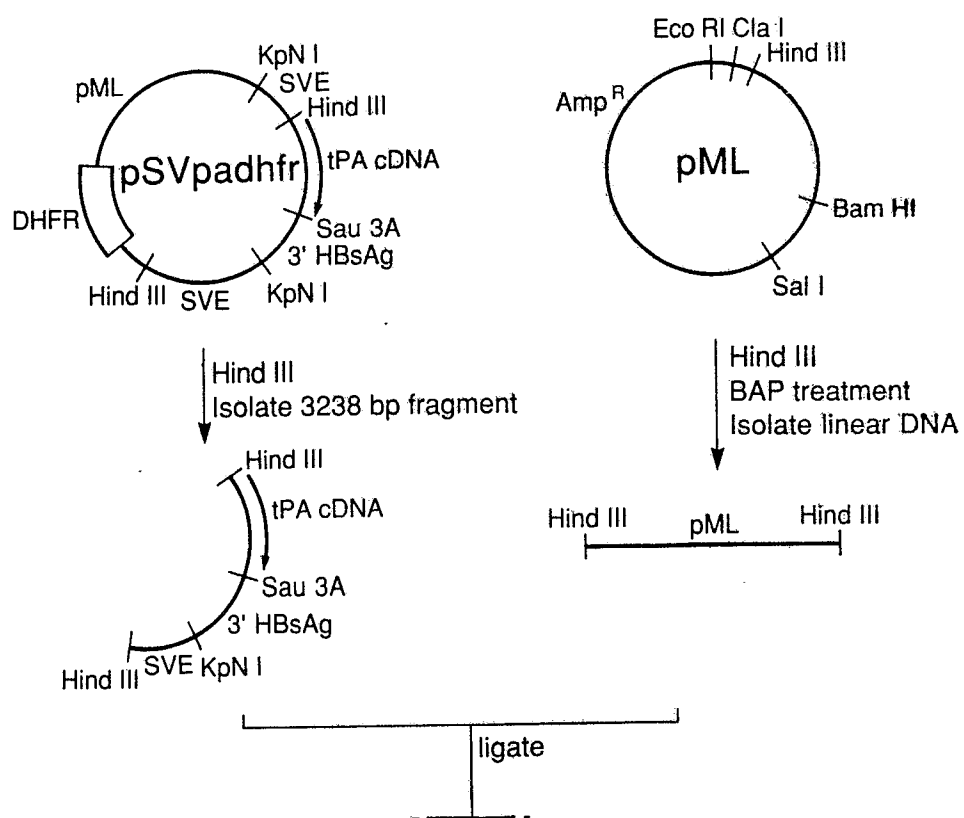 KpN I
SVE
Hind III
pML
pSVpadhfr
tPA cDNA
DHFR
Sau 3A
3' HBsAg
Hind III
SVE
KpN I
Eco RI Cla I
Hind III
Amp R
pML
Bam HI
Sal I
Hind III
Isolate 3238 bp fragment
Hind III
BAP treatment
Isolate linear DNA
Hind III
tPA cDNA
Sau 3A
3' HBsAg
Hind III
SVE
KpN I
Hind III
pML
Hind III
ligate